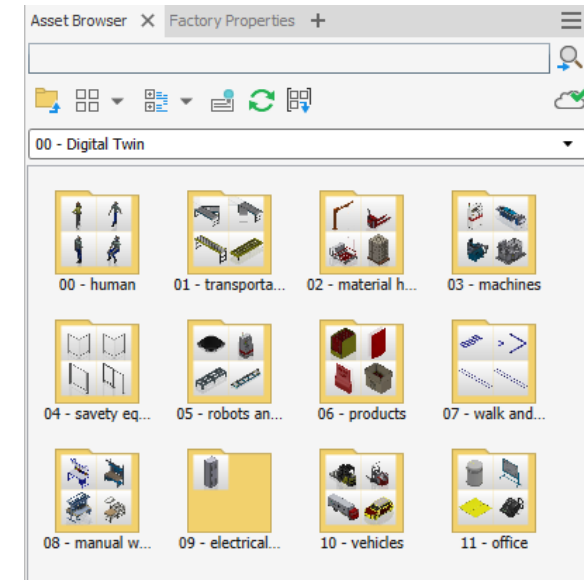 Asset Browser Factory Properties
00 - Digital Twin
00 - human 01 - transporta... 02 - material h... 03 - machines
04 - savety eq... 05 - robots an... 06 - products 07 - walk and...
08 - manual w... 09 - electrical... 10 - vehicles 11 - office